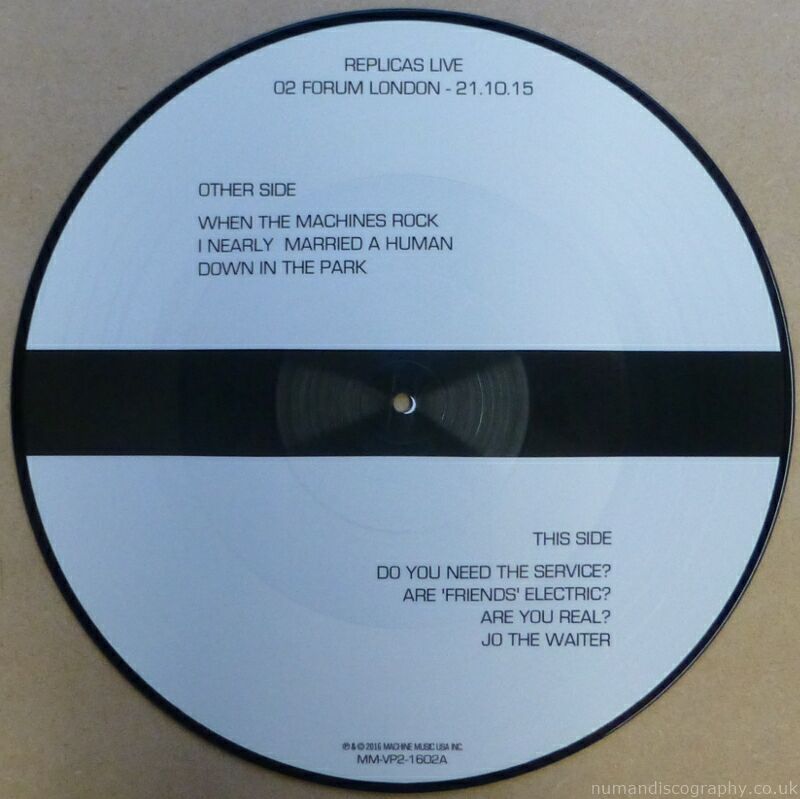 REPLICAS LIVE
O2 FORUM LONDON - 21.10.15
OTHER SIDE
WHEN THE MACHINES ROCK
I NEARLY MARRIED A HUMAN
DOWN IN THE PARK
THIS SIDE
DO YOU NEED THE SERVICE?
ARE 'FRIENDS' ELECTRIC?
ARE YOU REAL?
JO THE WAITER
℗ & © 2016 MACHINE MUSIC USA INC.
MM-VP2-1602A
numandiscography.co.uk